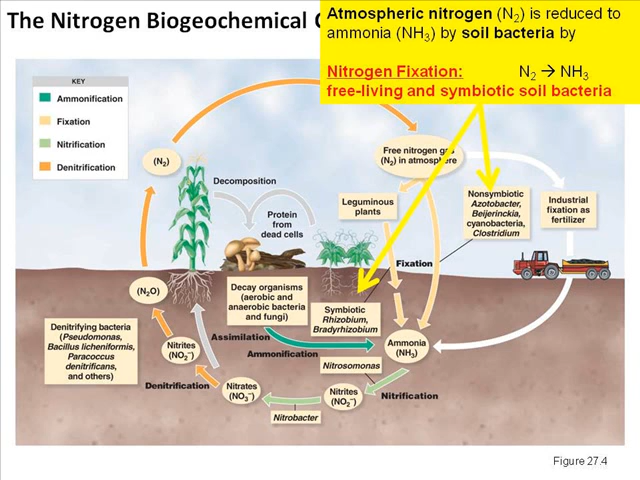 The Nitrogen Biogeochemical C
Atmospheric nitrogen (N₂) is reduced to
ammonia (NH₃) by soil bacteria by
Nitrogen Fixation: N₂ → NH₃
free-living and symbiotic soil bacteria
KEY
Ammonification
Fixation
Nitrification
Denitrification
(N₂)
Free nitrogen gas
(N₂) in atmosphere
Decomposition
Protein
from
dead cells
Leguminous
plants
Nonsymbiotic
Azotobacter,
Beijerinckia,
cyanobacteria,
Clostridium
Industrial
fixation as
fertilizer
Fixation
(N₂O)
Decay organisms
(aerobic and
anaerobic bacteria
and fungi)
Symbiotic
Rhizobium,
Bradyrhizobium
Denitrifying bacteria
(Pseudomonas,
Bacillus licheniformis,
Paracoccus
denitrificans,
and others)
Nitrites
(NO₂⁻)
Assimilation
Ammonification
Ammonia
(NH₃)
Nitrosomonas
Denitrification
Nitrates
(NO₃⁻)
Nitrites
(NO₂⁻)
Nitrification
Nitrobacter
Figure 27.4